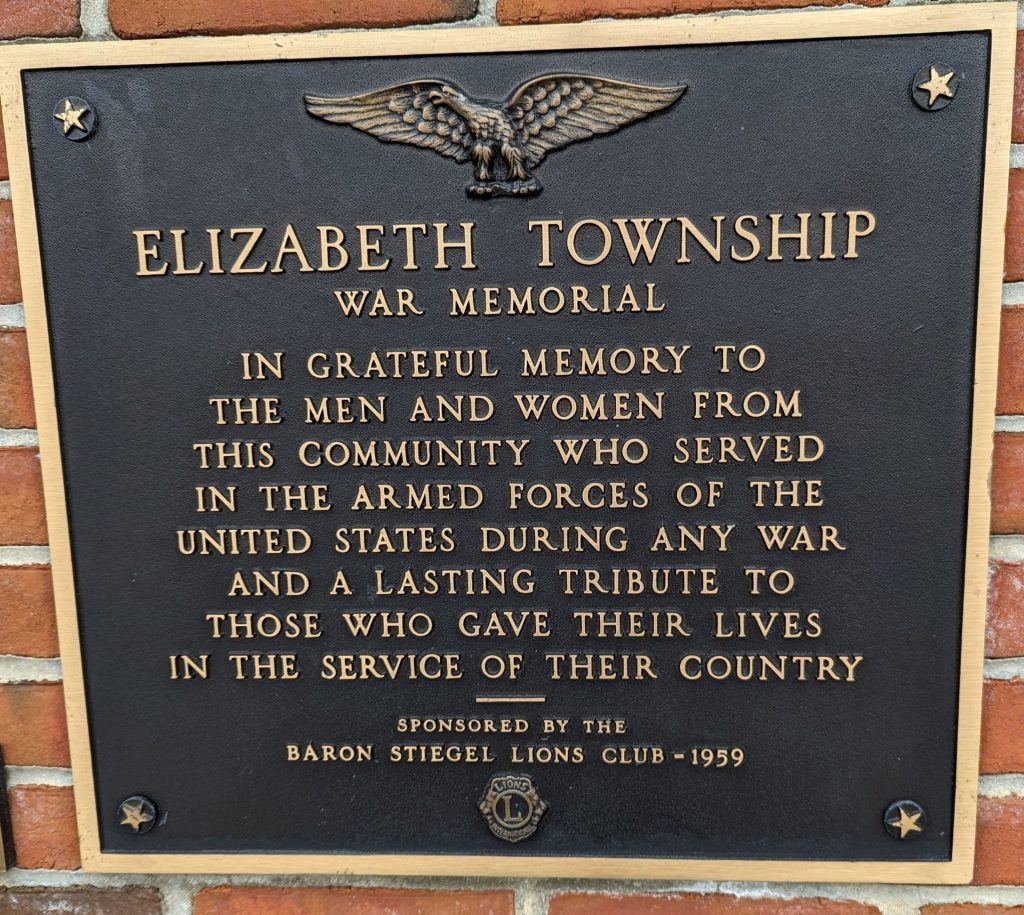 ELIZABETH TOWNSHIP
WAR MEMORIAL
IN GRATEFUL MEMORY TO
THE MEN AND WOMEN FROM
THIS COMMUNITY WHO SERVED
IN THE ARMED FORCES OF THE
UNITED STATES DURING ANY WAR
AND A LASTING TRIBUTE TO
THOSE WHO GAVE THEIR LIVES
IN THE SERVICE OF THEIR COUNTRY
SPONSORED BY THE
BARON STIEGEL LIONS CLUB - 1959
LIONS
L
INTERNATIONAL